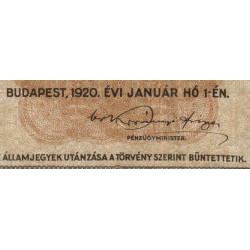 BUDAPEST, 1920. ÉVI JANUÁR HÓ 1-ÉN.
PÉNZÜGYMINISTER.
ÁLLAMJEGYEK UTÁNZÁSA A TÖRVÉNY SZERINT BÜNTETTETIK.